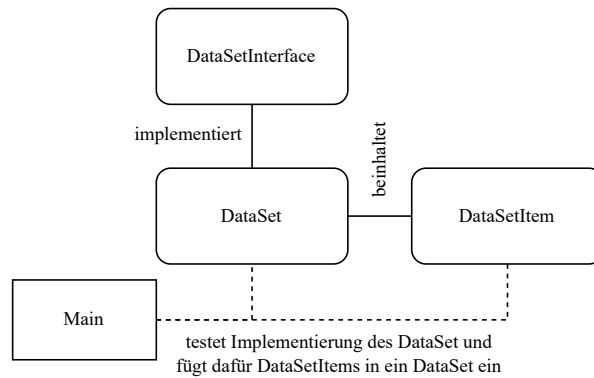 DataSetInterface
implementiert
beinhaltet
DataSet
DataSetItem
Main
testet Implementierung des DataSet und
fügt dafür DataSetItems in ein DataSet ein